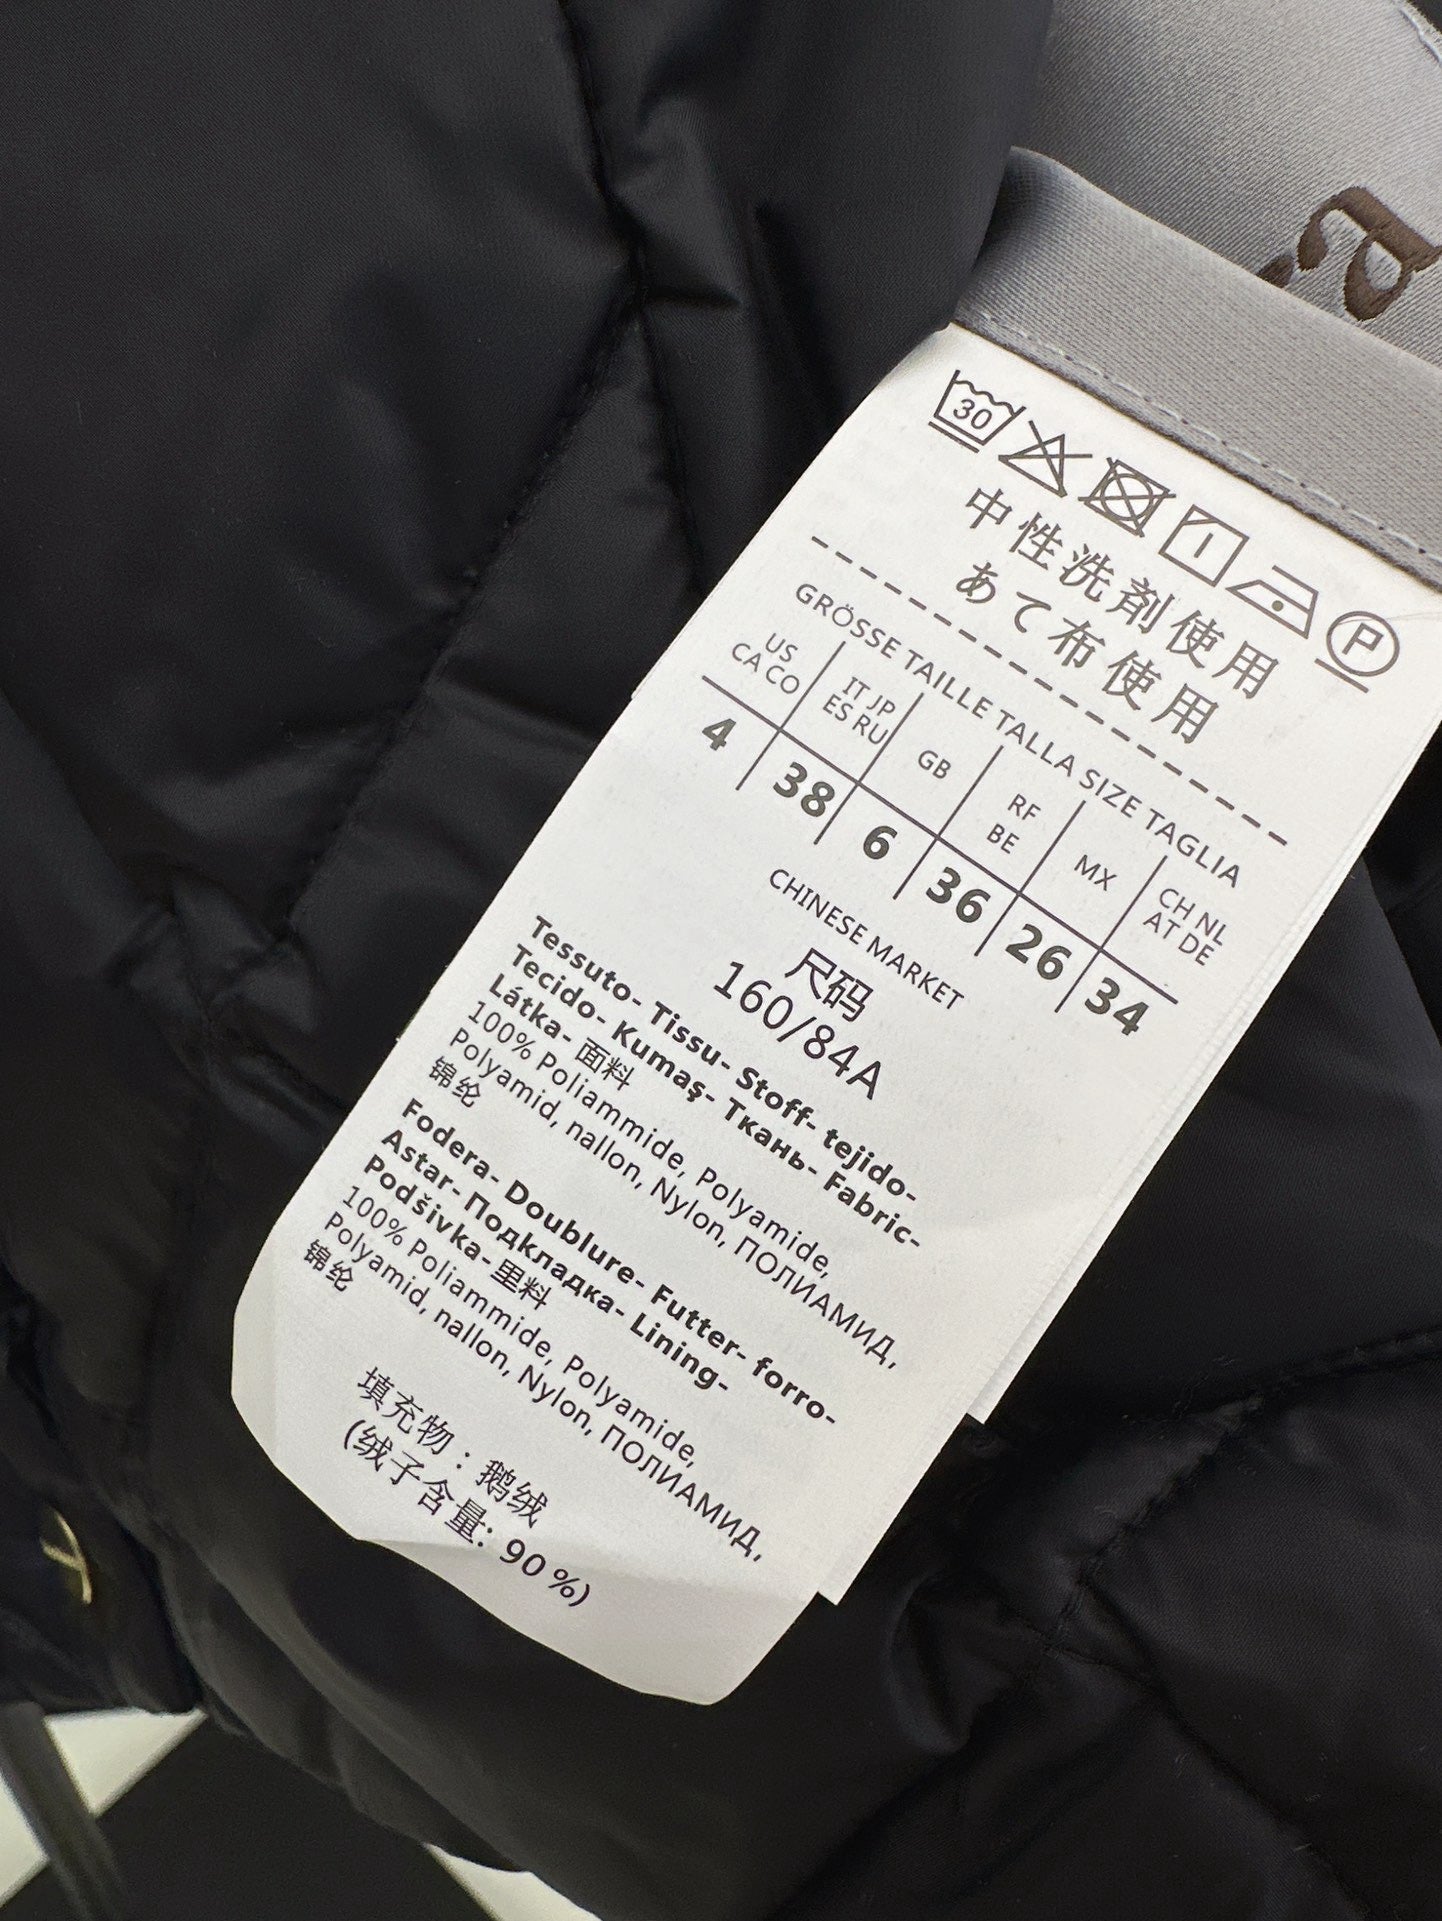 30
P
中性洗剤使用
あて布使用
GRÖSSE TAILLE TALLA SIZE TAGLIA
US
CA CO
IT JP
ES RU
GB
RF
BE
MX
CH NL
AT DE
4 38 6 36 26 34
CHINESE MARKET
尺码
160/84A
Tessuto- Tissu- Stoff- tejido-
Tecido- Kumaş- Ткань- Fabric-
Látka- 面料
100% Poliammide, Polyamide,
Polyamid, nallon, Nylon, ПОЛИАМИД,
锦纶
Fodera- Doublure- Futter- forro-
Astar- Подкладка- Lining-
Podšivka- 里料
100% Poliammide, Polyamide,
Polyamid, nallon, Nylon, ПОЛИАМИД,
锦纶
填充物：鹅绒
(绒子含量: 90%)